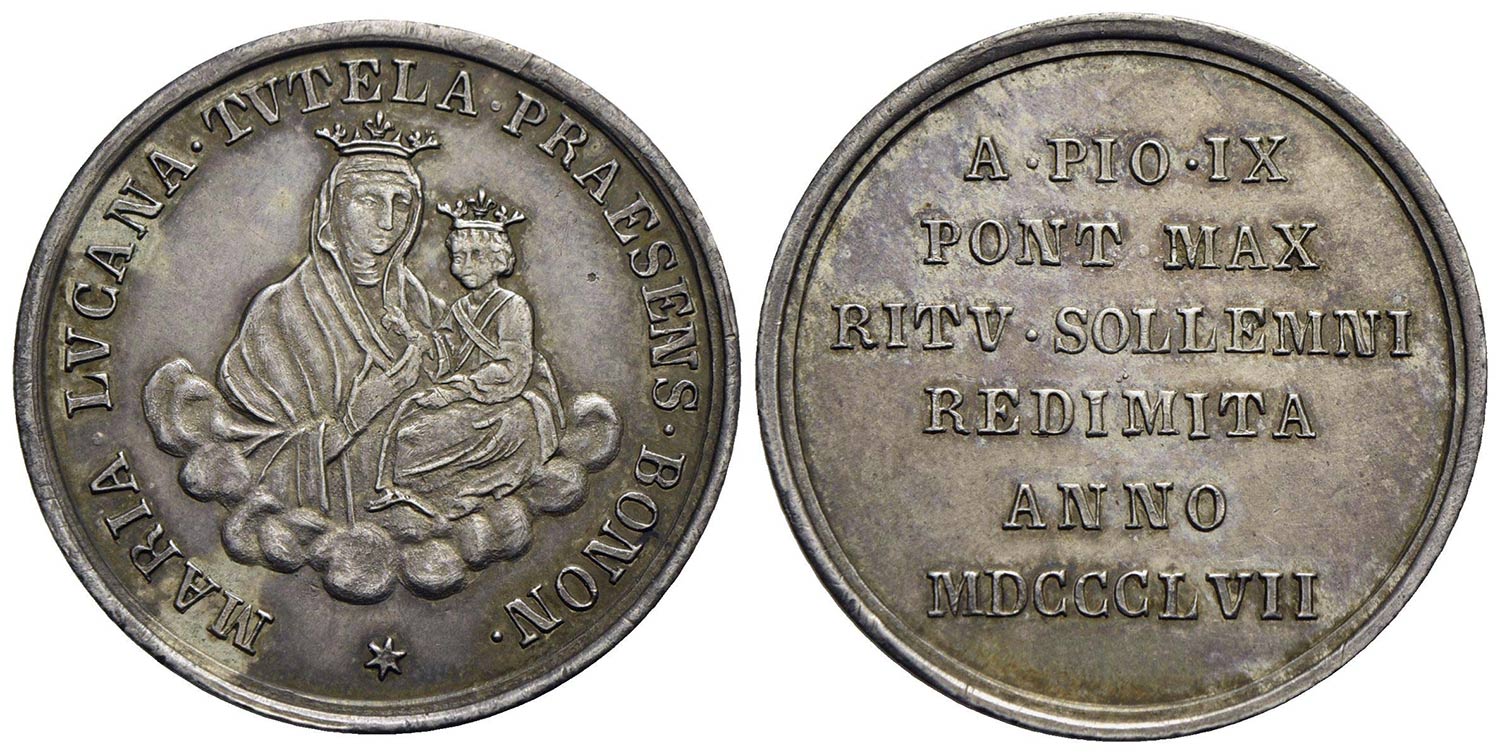 MARIA · LVCANA · TVTELA · PRAESENS · BONON ·
A · PIO · IX
PONT MAX
RITV · SOLLEMNI
REDIMITA
ANNO
MDCCCLVII